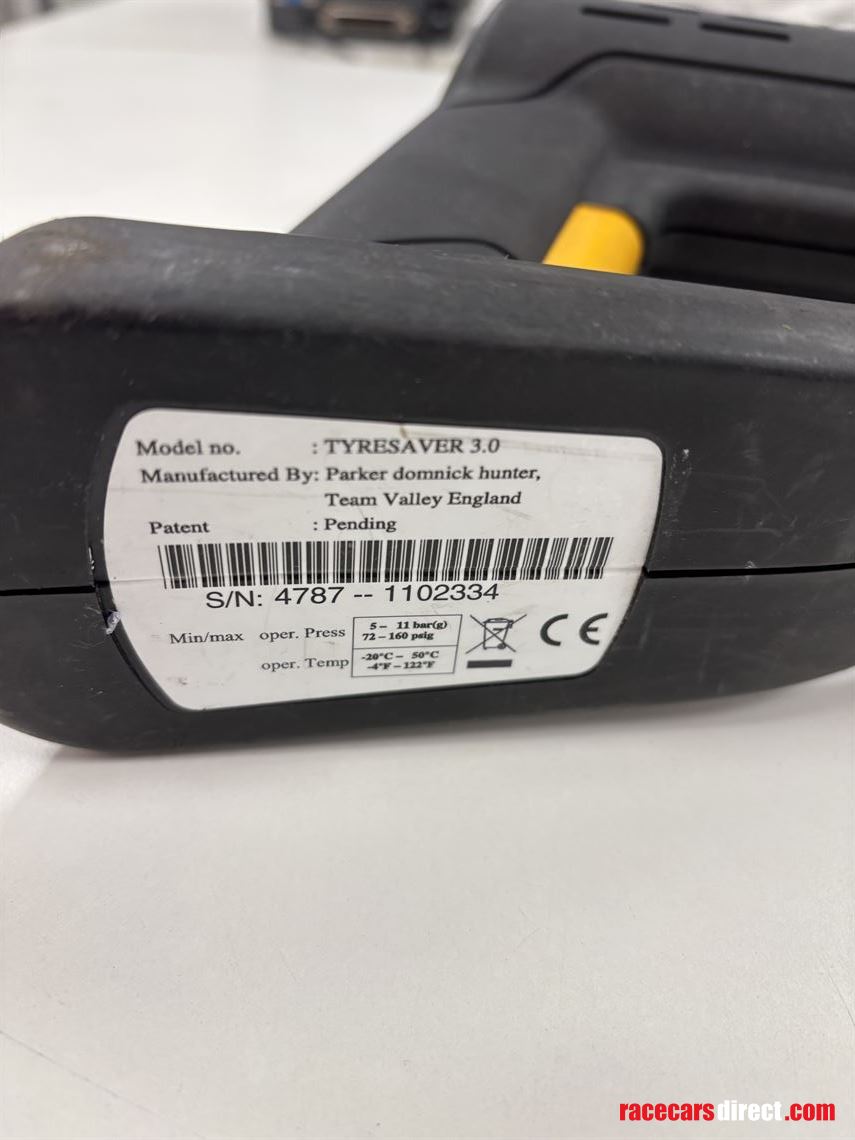 Model no. : TYRESAVER 3.0
Manufactured By: Parker domnick hunter,
Team Valley England
Patent : Pending
S/N: 4787 -- 1102334
Min/max oper. Press 5 – 11 bar(g)
72 – 160 psig
oper. Temp -20°C – 50°C
-4°F – 122°F
CE
racecarsdirect.com